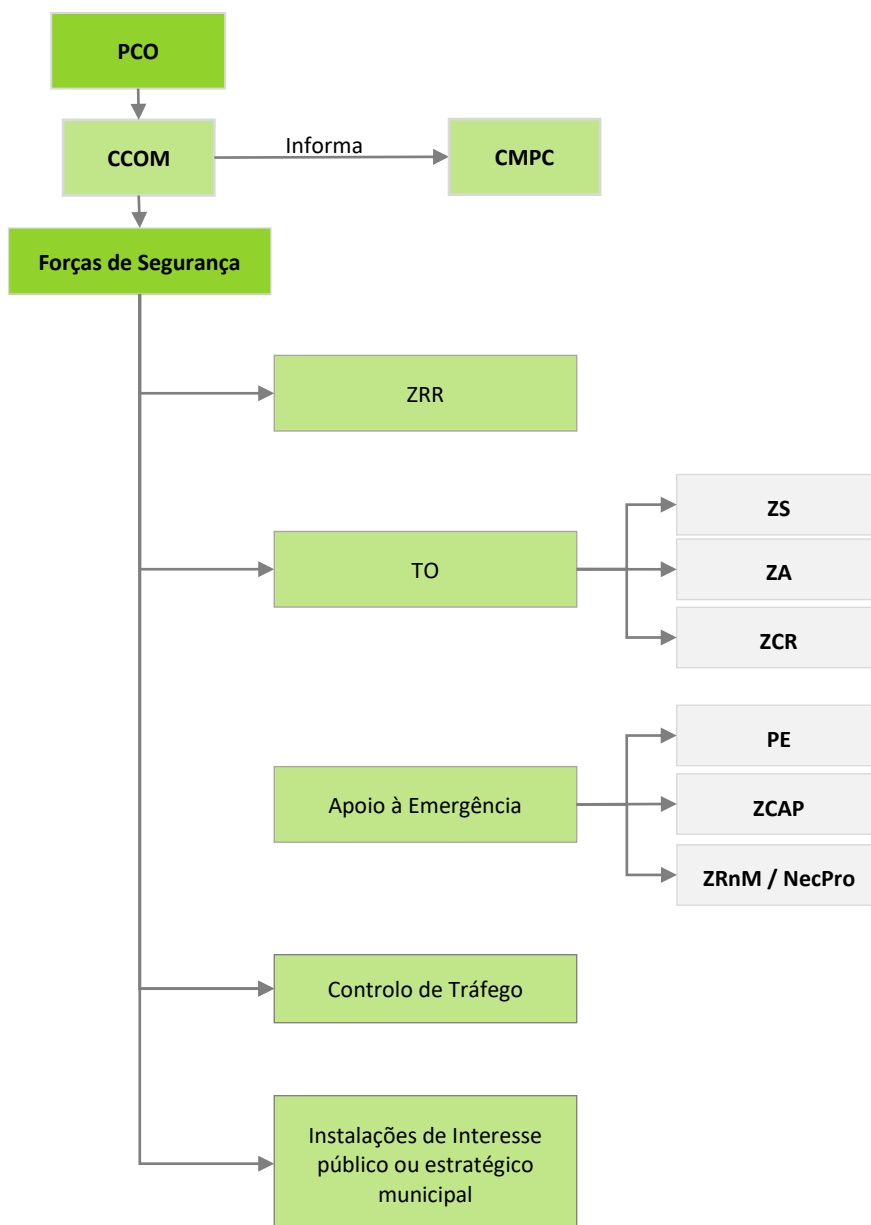 PCO
CCOM
Informa
CMPC
Forças de Segurança
ZRR
TO
ZS
ZA
ZCR
Apoio à Emergência
PE
ZCAP
ZRnM / NecPro
Controlo de Tráfego
Instalações de Interesse
público ou estratégico
municipal